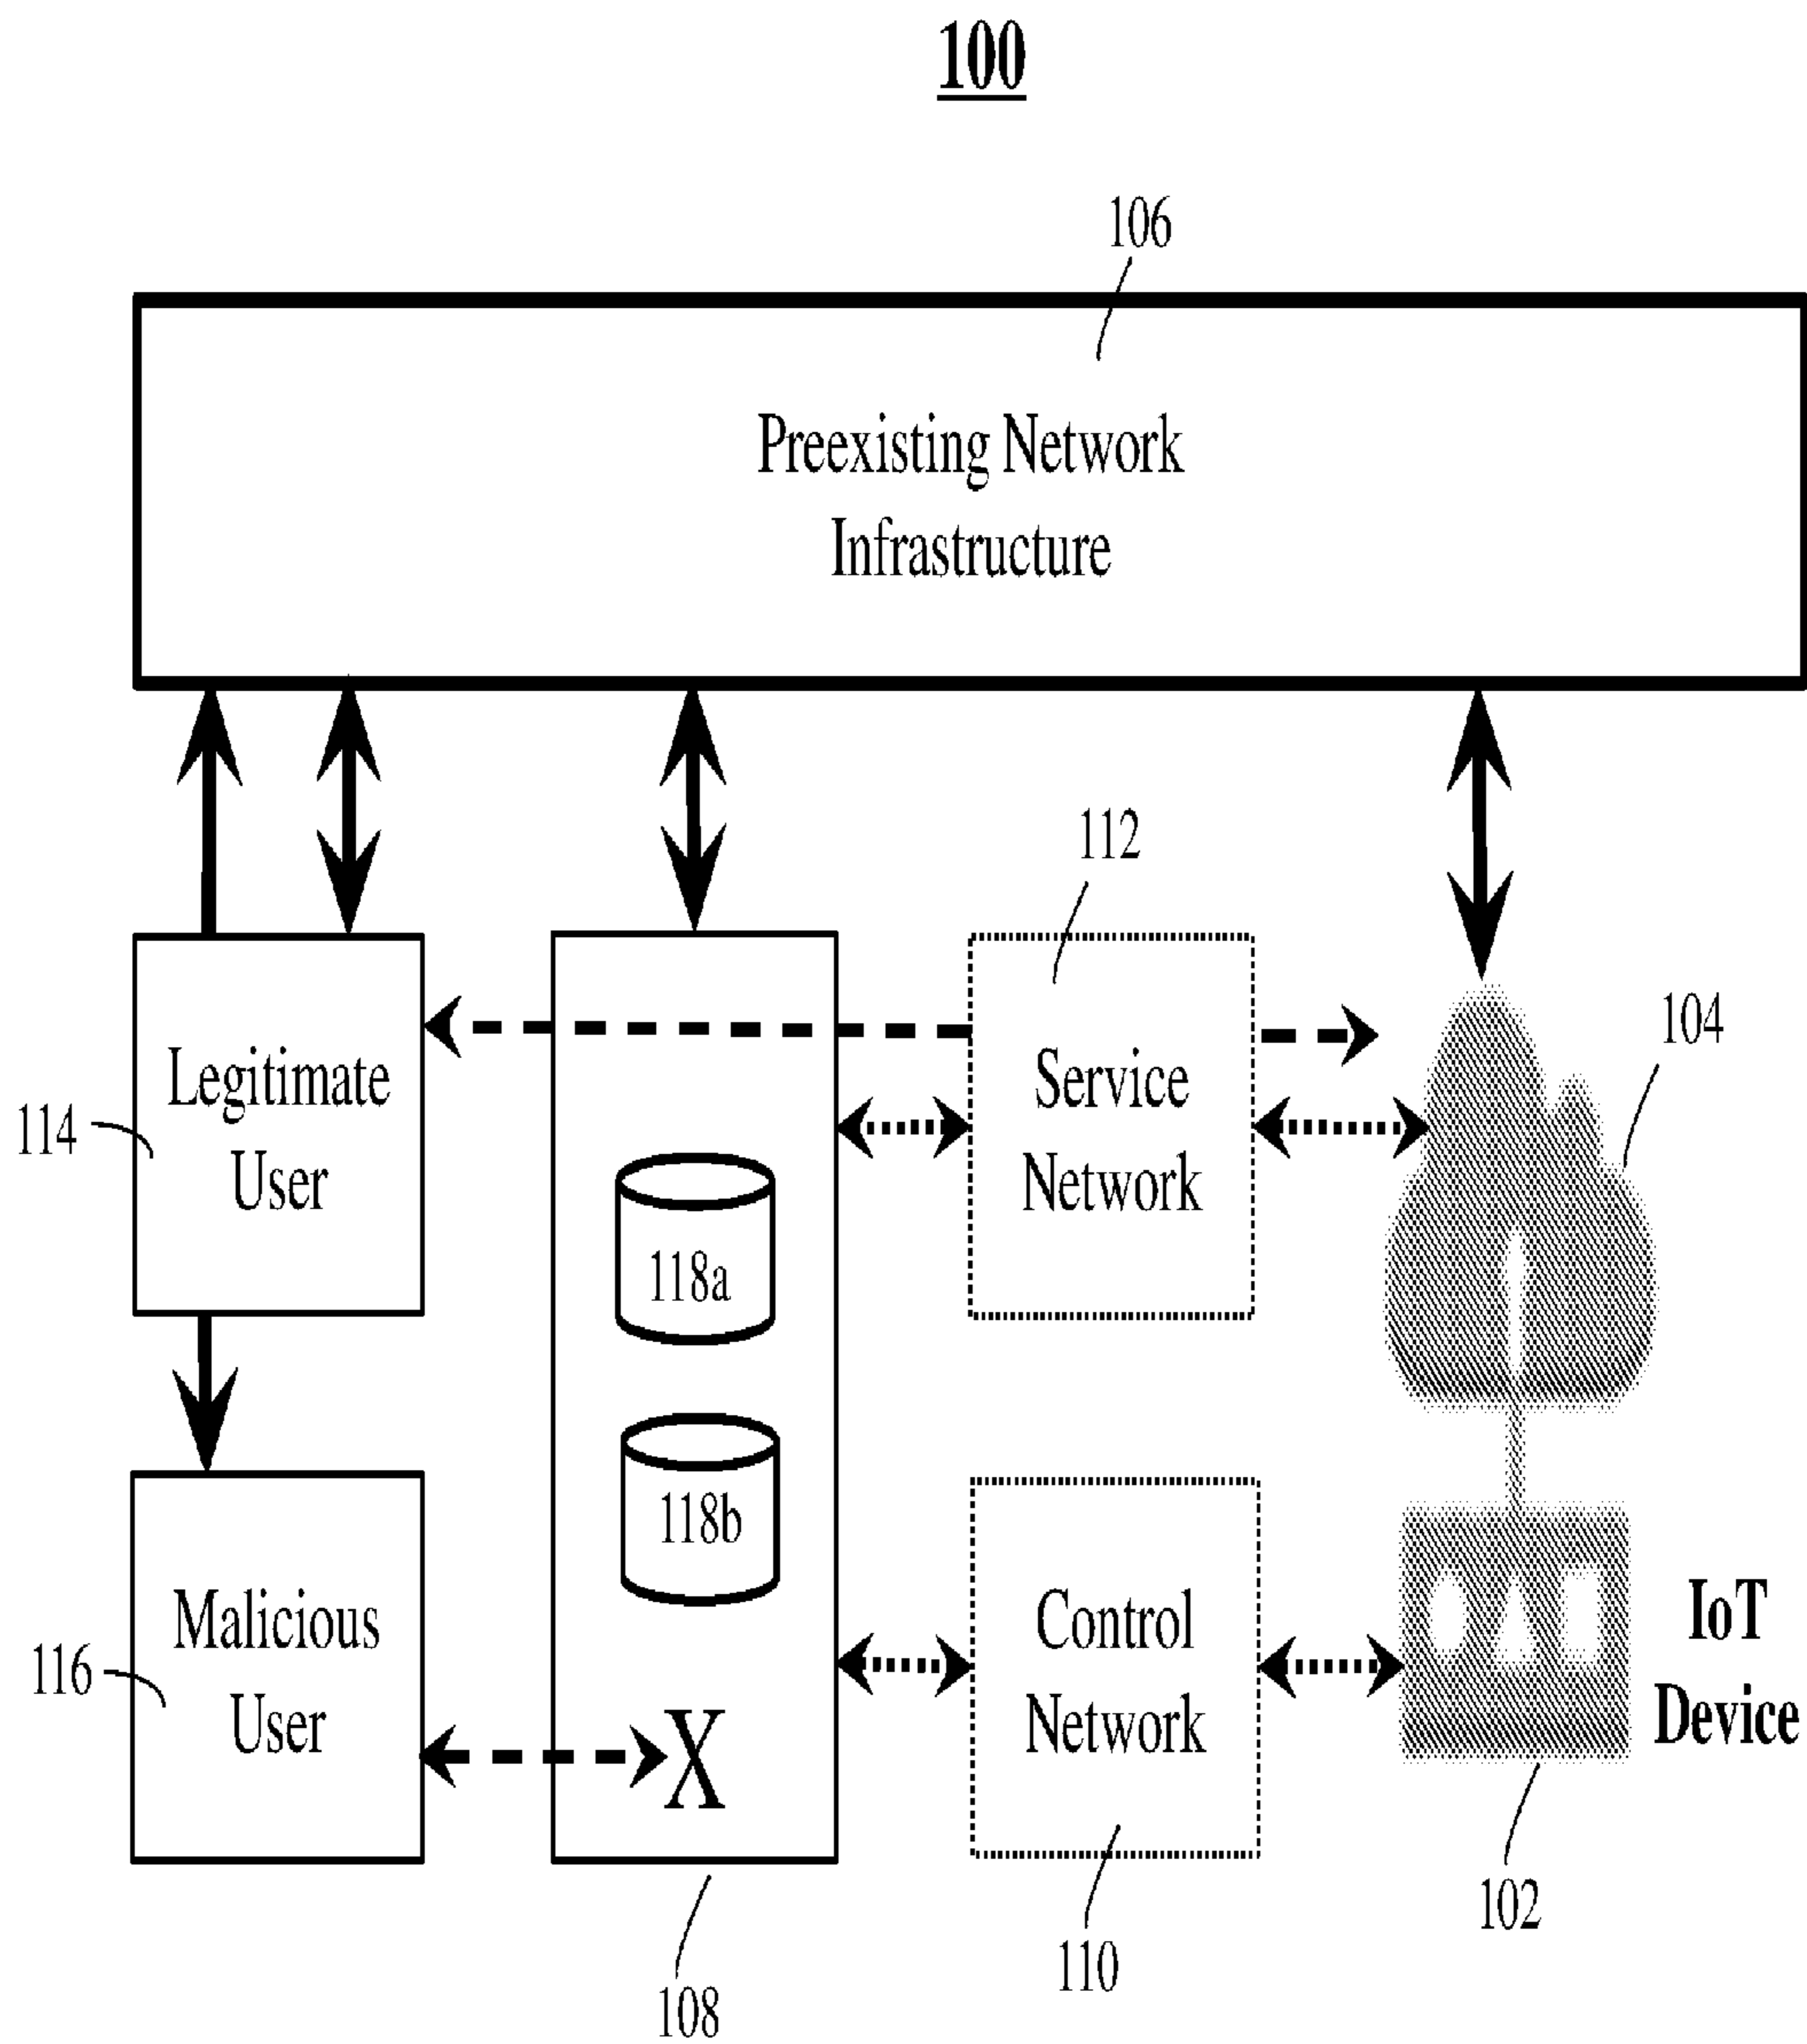 100
106
Preexisting Network
Infrastructure
112
104
Legitimate
User
114
Service
Network
118a
118b
Malicious
User
116
X
Control
Network
IoT
Device
102
110
108